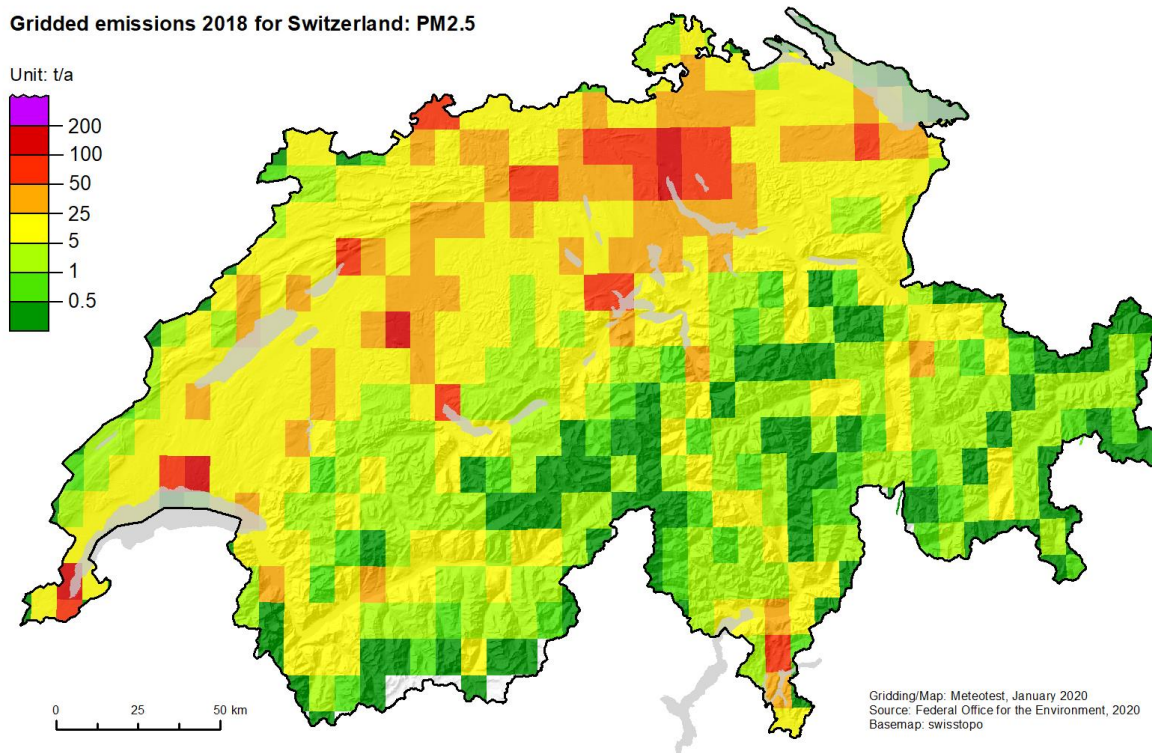 Gridded emissions 2018 for Switzerland: PM2.5
Unit: t/a
200
100
50
25
5
1
0.5
0 25 50 km
Gridding/Map: Meteotest, January 2020
Source: Federal Office for the Environment, 2020
Basemap: swisstopo